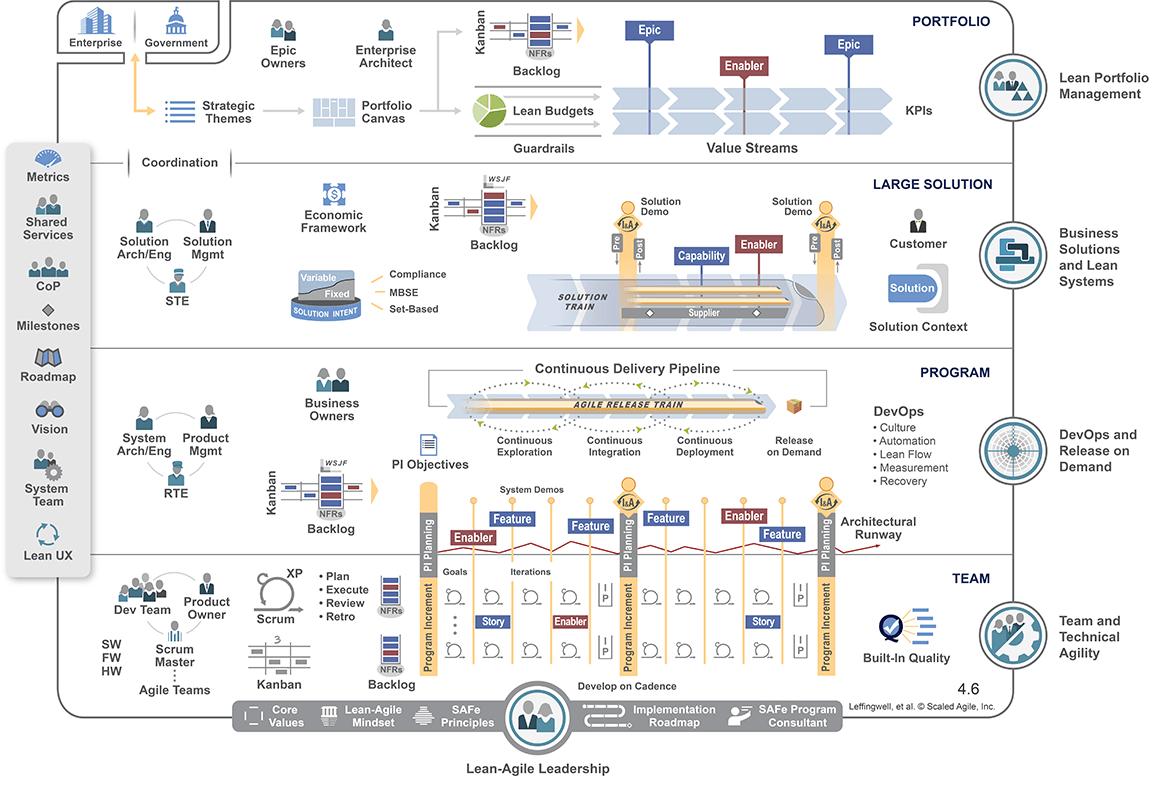 Enterprise
Government
Epic
Owners
Enterprise
Architect
Kanban
NFRs
Backlog
Epic
Enabler
Epic
PORTFOLIO
Lean Portfolio
Management
Strategic
Themes
Portfolio
Canvas
Lean Budgets
Guardrails
Value Streams
KPIs
Metrics
Shared
Services
CoP
Milestones
Roadmap
Vision
System
Team
Lean UX
Coordination
LARGE SOLUTION
Solution
Arch/Eng
Solution
Mgmt
STE
Economic
Framework
Kanban
WSJF
NFRs
Backlog
Variable
Fixed
SOLUTION INTENT
Compliance
MBSE
Set-Based
Solution
Demo
I&A
Pre
Post
Capability
Enabler
Solution
Demo
I&A
Pre
Post
SOLUTION
TRAIN
Supplier
Customer
Solution
Solution Context
Business
Solutions
and Lean
Systems
PROGRAM
Business
Owners
System
Arch/Eng
Product
Mgmt
RTE
Kanban
WSJF
NFRs
Backlog
Continuous Delivery Pipeline
AGILE RELEASE TRAIN
Continuous
Exploration
Continuous
Integration
Continuous
Deployment
Release
on Demand
DevOps
• Culture
• Automation
• Lean Flow
• Measurement
• Recovery
DevOps and
Release on
Demand
PI Objectives
System Demos
I&A
I&A
Enabler
Feature
Feature
Feature
Enabler
Feature
PI Planning
PI Planning
PI Planning
Architectural
Runway
TEAM
Dev Team
Product
Owner
Scrum
Master
Agile Teams
SW
FW
HW
XP
Scrum
3
Kanban
• Plan
• Execute
• Review
• Retro
NFRs
NFRs
Backlog
Goals
Iterations
Program Increment
Program Increment
Program Increment
Story
Enabler
Story
I
P
I
P
I
P
I
P
Develop on Cadence
Built-In Quality
Team and
Technical
Agility
4.6
Leffingwell, et al. © Scaled Agile, Inc.
Core
Values
Lean-Agile
Mindset
SAFe
Principles
Implementation
Roadmap
SAFe Program
Consultant
Lean-Agile Leadership